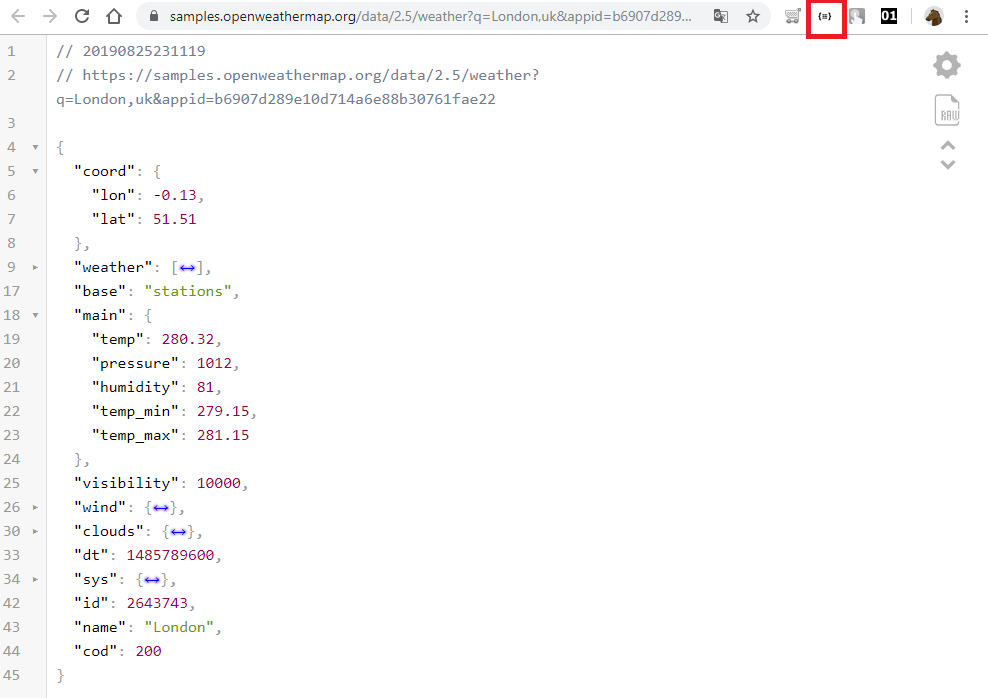 samples.openweathermap.org/data/2.5/weather?q=London,uk&appid=b6907d289...
{≡}
01
1 // 20190825231119
2 // https://samples.openweathermap.org/data/2.5/weather?
q=London,uk&appid=b6907d289e10d714a6e88b30761fae22
3
4 {
5 "coord": {
6 "lon": -0.13,
7 "lat": 51.51
8 },
9 "weather": [↔],
17 "base": "stations",
18 "main": {
19 "temp": 280.32,
20 "pressure": 1012,
21 "humidity": 81,
22 "temp_min": 279.15,
23 "temp_max": 281.15
24 },
25 "visibility": 10000,
26 "wind": {↔},
30 "clouds": {↔},
33 "dt": 1485789600,
34 "sys": {↔},
42 "id": 2643743,
43 "name": "London",
44 "cod": 200
45 }
RAW